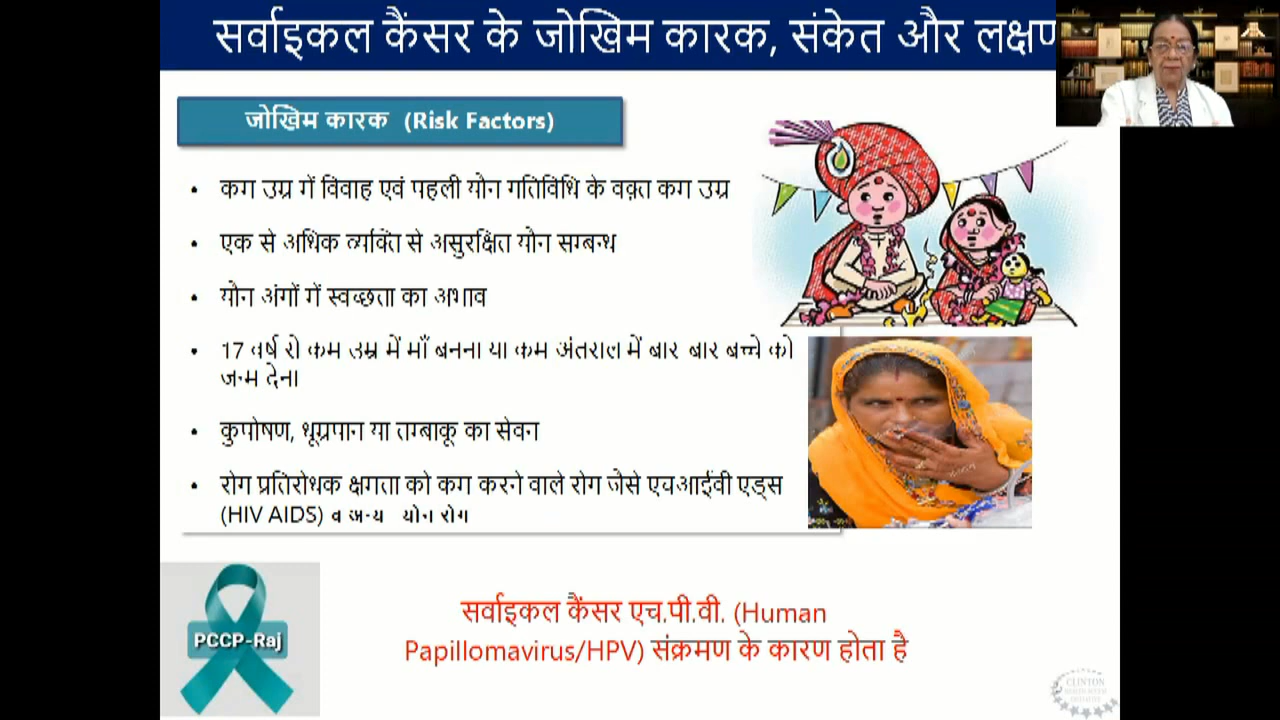 सर्वाइकल कैंसर के जोखिम कारक, संकेत और लक्षण
जोखिम कारक (Risk Factors)
• कम उम्र में विवाह एवं पहली यौन गतिविधि के वक़्त कम उम्र
• एक से अधिक व्यक्ति से असुरक्षित यौन सम्बन्ध
• यौन अंगों में स्वच्छता का अभाव
• 17 वर्ष से कम उम्र में माँ बनना या कम अंतराल में बार बार बच्चे को
जन्म देना
• कुपोषण, धूम्रपान या तम्बाकू का सेवन
• रोग प्रतिरोधक क्षमता को कम करने वाले रोग जैसे एचआईवी एड्स
(HIV AIDS) व अन्य यौन रोग
PCCP-Raj
सर्वाइकल कैंसर एच.पी.वी. (Human
Papillomavirus/HPV) संक्रमण के कारण होता है
CLINTON